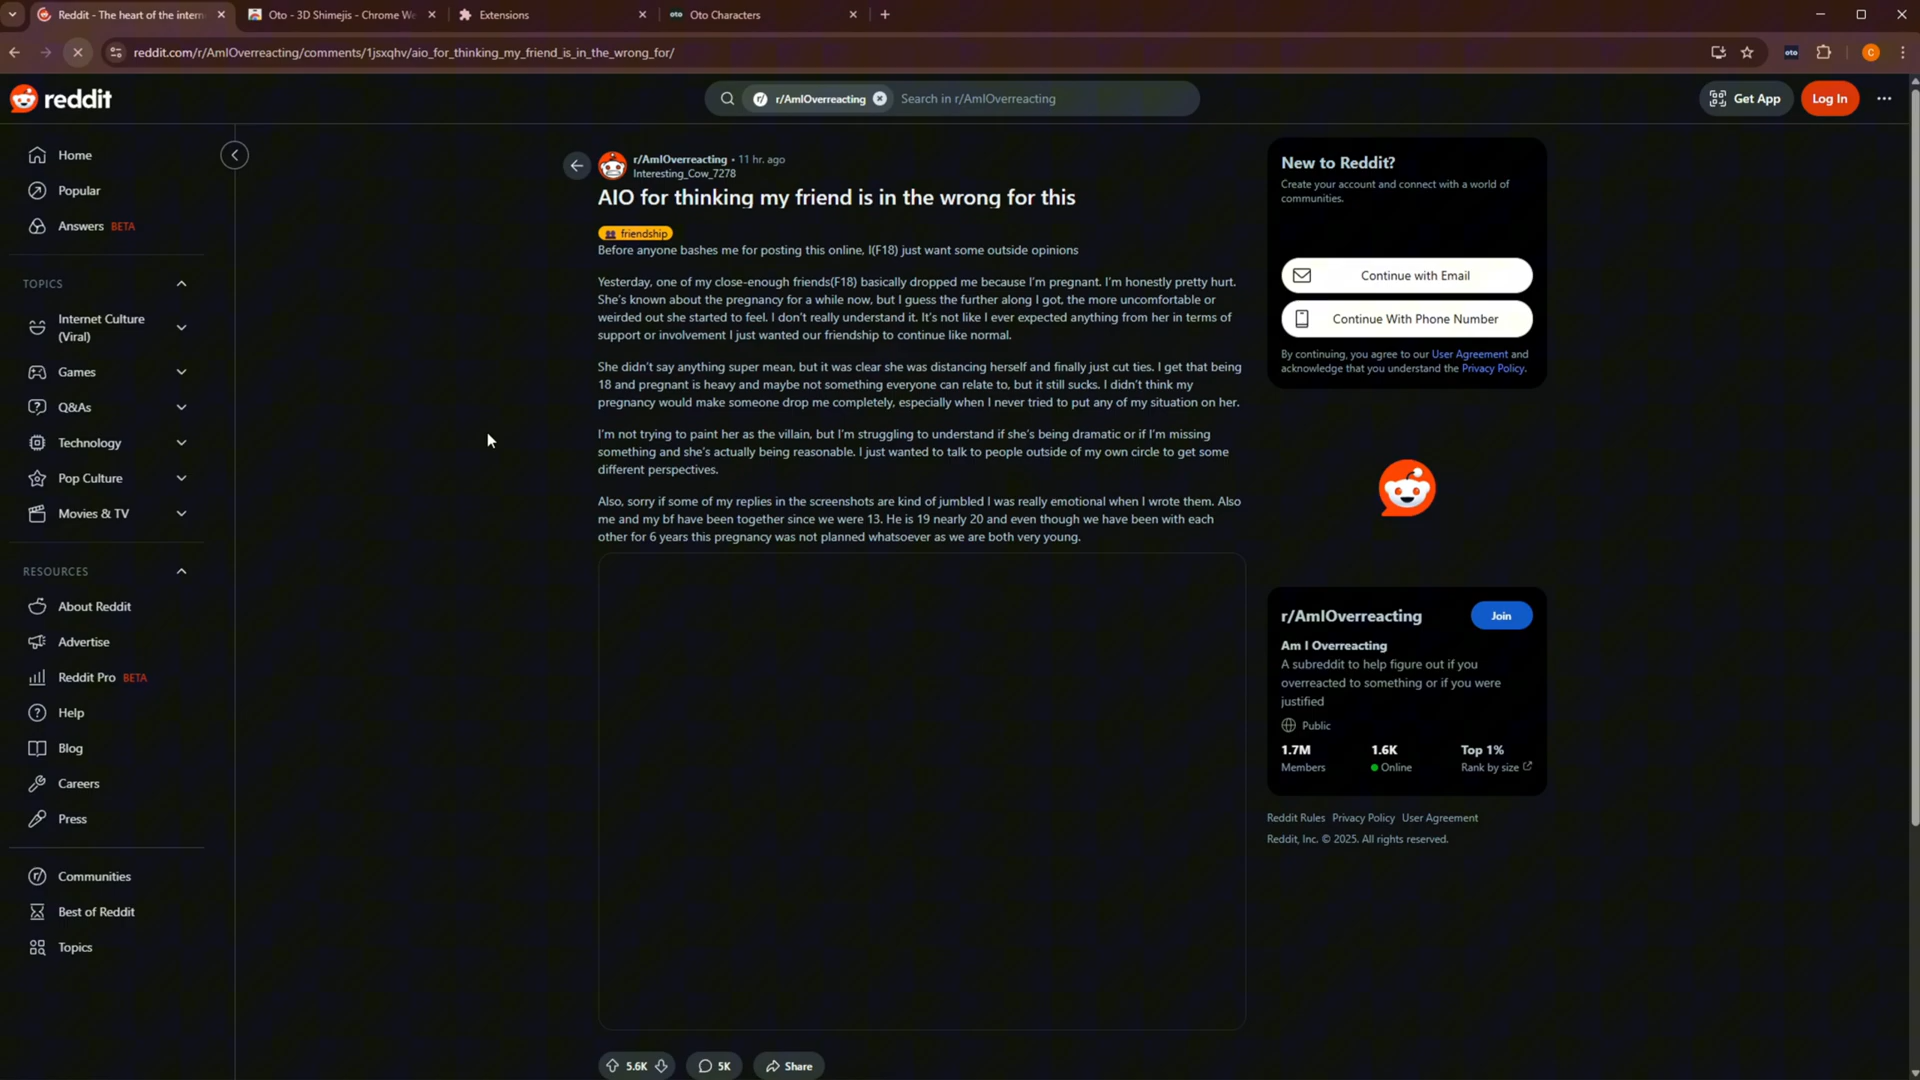 Reddit - The heart of the intern
Oto - 3D Shimejis - Chrome We
Extensions
oto
Oto Characters
reddit.com/r/AmIOverreacting/comments/1jsxqhv/aio_for_thinking_my_friend_is_in_the_wrong_for/
oto
C
reddit
r/AmIOverreacting
Search in r/AmIOverreacting
Get App
Log In
Home
Popular
Answers BETA
TOPICS
Internet Culture
(Viral)
Games
Q&As
Technology
Pop Culture
Movies & TV
RESOURCES
About Reddit
Advertise
Reddit Pro BETA
Help
Blog
Careers
Press
Communities
Best of Reddit
Topics
r/AmIOverreacting • 11 hr. ago
Interesting_Cow_7278
AIO for thinking my friend is in the wrong for this
friendship
Before anyone bashes me for posting this online, I(F18) just want some outside opinions
Yesterday, one of my close-enough friends(F18) basically dropped me because I'm pregnant. I'm honestly pretty hurt.
She's known about the pregnancy for a while now, but I guess the further along I got, the more uncomfortable or
weirded out she started to feel. I don't really understand it. It's not like I ever expected anything from her in terms of
support or involvement I just wanted our friendship to continue like normal.
She didn't say anything super mean, but it was clear she was distancing herself and finally just cut ties. I get that being
18 and pregnant is heavy and maybe not something everyone can relate to, but it still sucks. I didn't think my
pregnancy would make someone drop me completely, especially when I never tried to put any of my situation on her.
I'm not trying to paint her as the villain, but I'm struggling to understand if she's being dramatic or if I'm missing
something and she's actually being reasonable. I just wanted to talk to people outside of my own circle to get some
different perspectives.
Also, sorry if some of my replies in the screenshots are kind of jumbled I was really emotional when I wrote them. Also
me and my bf have been together since we were 13. He is 19 nearly 20 and even though we have been with each
other for 6 years this pregnancy was not planned whatsoever as we are both very young.
5.6K
5K
Share
New to Reddit?
Create your account and connect with a world of
communities.
Continue with Email
Continue With Phone Number
By continuing, you agree to our User Agreement and
acknowledge that you understand the Privacy Policy.
r/AmIOverreacting
Join
Am I Overreacting
A subreddit to help figure out if you
overreacted to something or if you were
justified
Public
1.7M 1.6K Top 1%
Members Online Rank by size
Reddit Rules Privacy Policy User Agreement
Reddit, Inc. © 2025. All rights reserved.